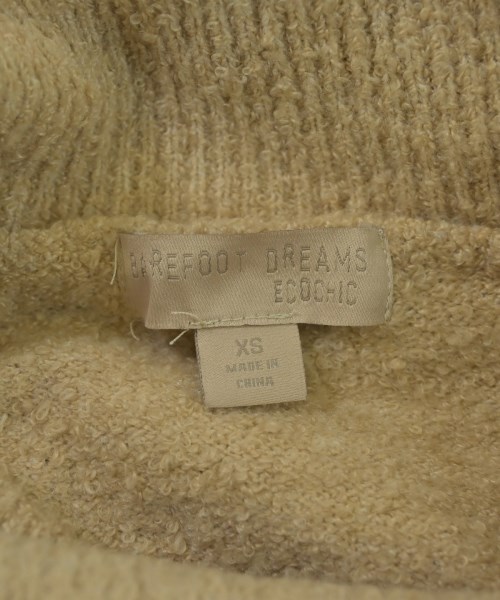 BAREFOOT DREAMS
ECOCHIC
XS
MADE IN
CHINA